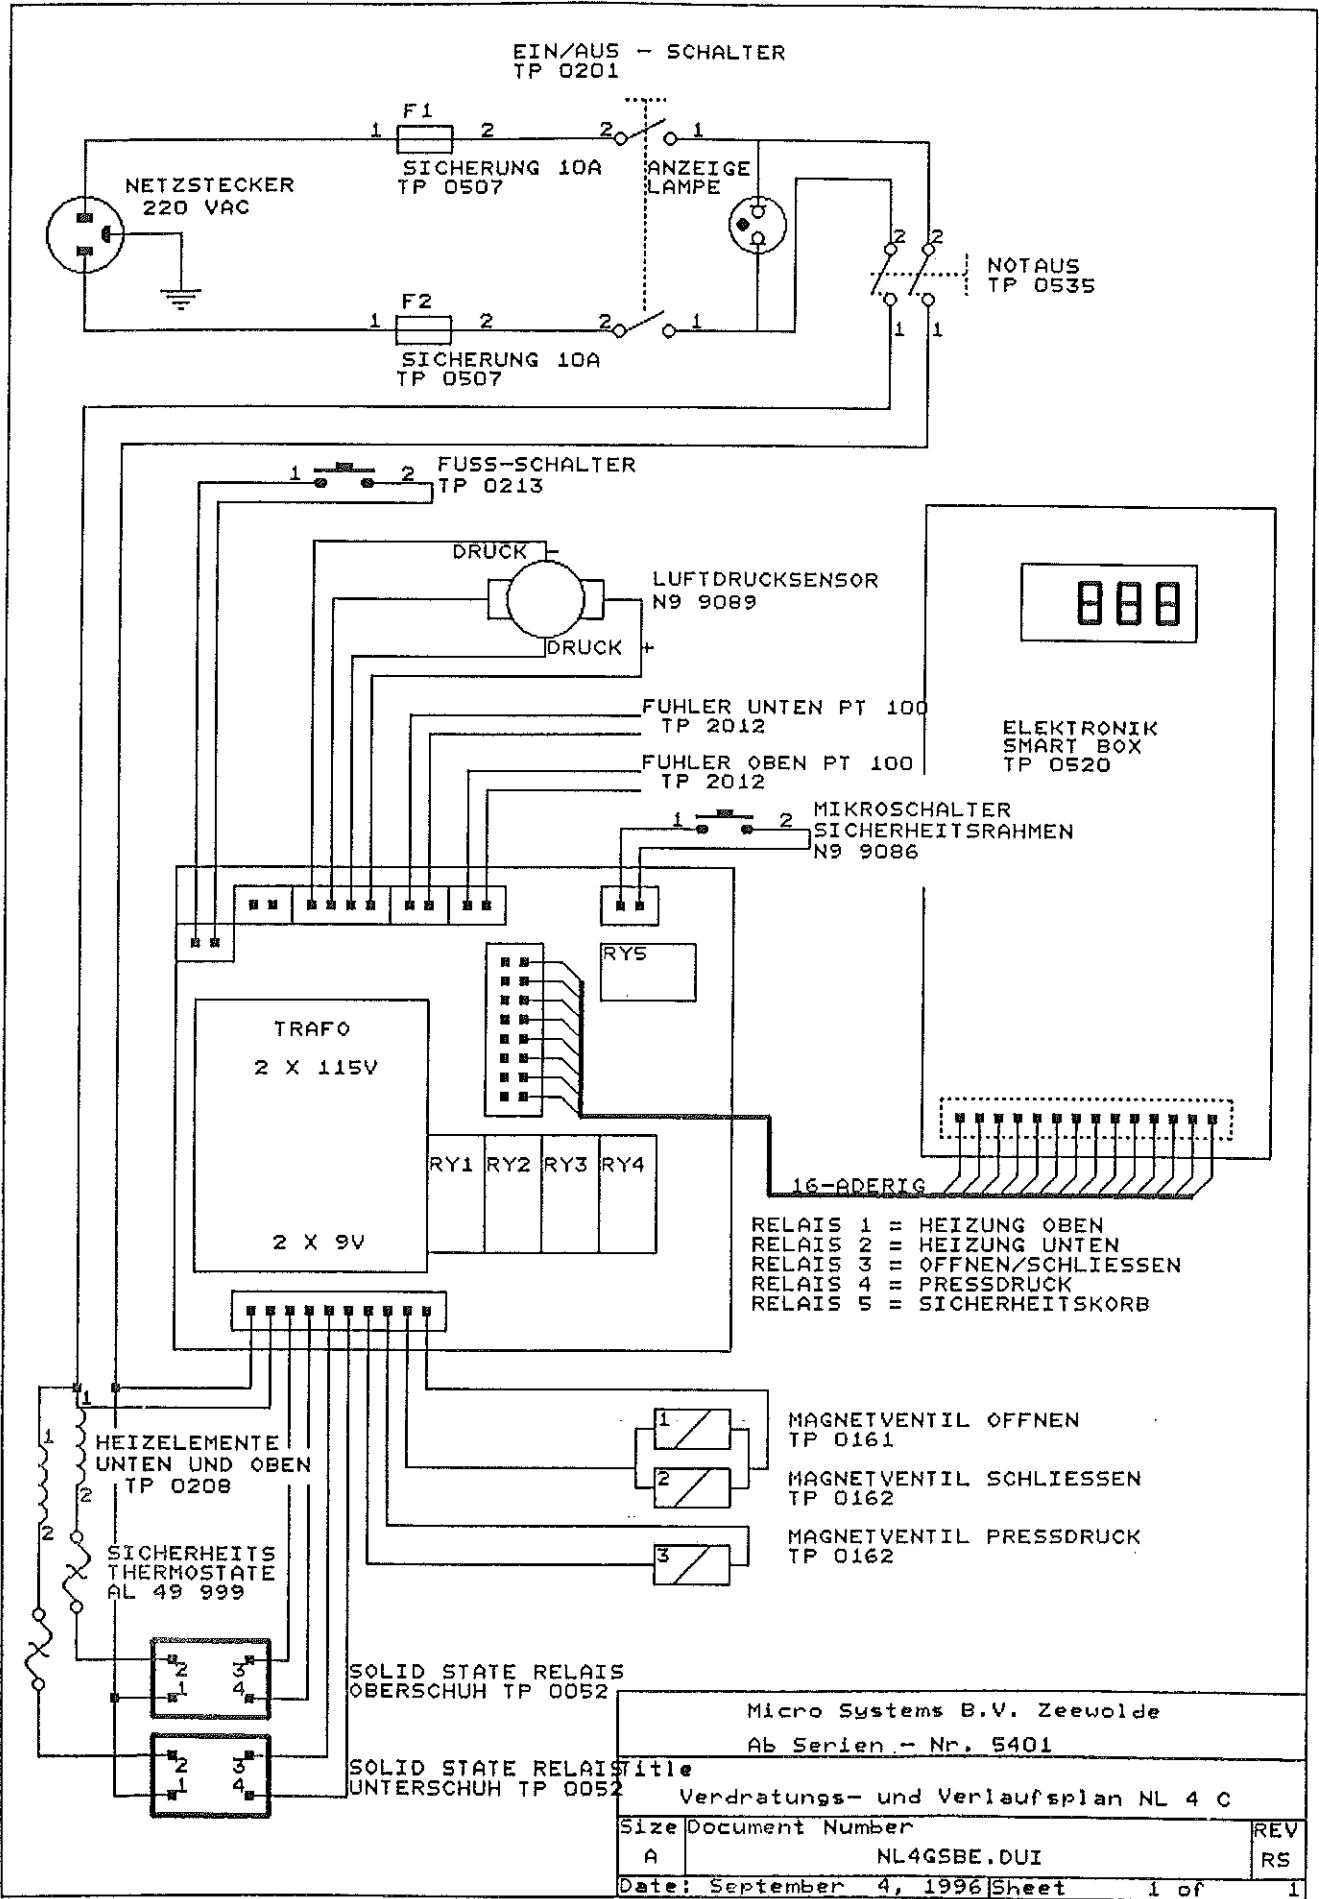 EIN/AUS - SCHALTER
TP 0201
F1
1 2 2 1
SICHERUNG 10A
TP 0507
ANZEIGE
LAMPE
NETZSTECKER
220 VAC
2 2
NOTAUS
TP 0535
F2
1 2 2 1
1 1
SICHERUNG 10A
TP 0507
FUSS-SCHALTER
1 2
TP 0213
DRUCK -
LUFTDRUCKSENSOR
N9 9089
DRUCK +
888
FUHLER UNTEN PT 100
TP 2012
FUHLER OBEN PT 100
TP 2012
ELEKTRONIK
SMART BOX
TP 0520
1 2
MIKROSCHALTER
SICHERHEITSRAHMEN
N9 9086
RY5
TRAFO
2 X 115V
RY1 RY2 RY3 RY4
2 X 9V
16-ADERIG
RELAIS 1 = HEIZUNG OBEN
RELAIS 2 = HEIZUNG UNTEN
RELAIS 3 = OFFNEN/SCHLIESSEN
RELAIS 4 = PRESSDRUCK
RELAIS 5 = SICHERHEITSKORB
1
1
HEIZELEMENTE
UNTEN UND OBEN
TP 0208
2
2
1
MAGNETVENTIL OFFNEN
TP 0161
2
MAGNETVENTIL SCHLIESSEN
TP 0162
3
MAGNETVENTIL PRESSDRUCK
TP 0162
SICHERHEITS
THERMOSTATE
AL 49 999
2 3
1 4
SOLID STATE RELAIS
OBERSCHUH TP 0052
2 3
1 4
SOLID STATE RELAIS
UNTERSCHUH TP 0052
Micro Systems B.V. Zeewolde
Ab Serien - Nr. 5401
Title
Verdratungs- und Verlaufsplan NL 4 C
Size Document Number REV
A NL4GSBE.DUI RS
Date: September 4, 1996 Sheet 1 of 1